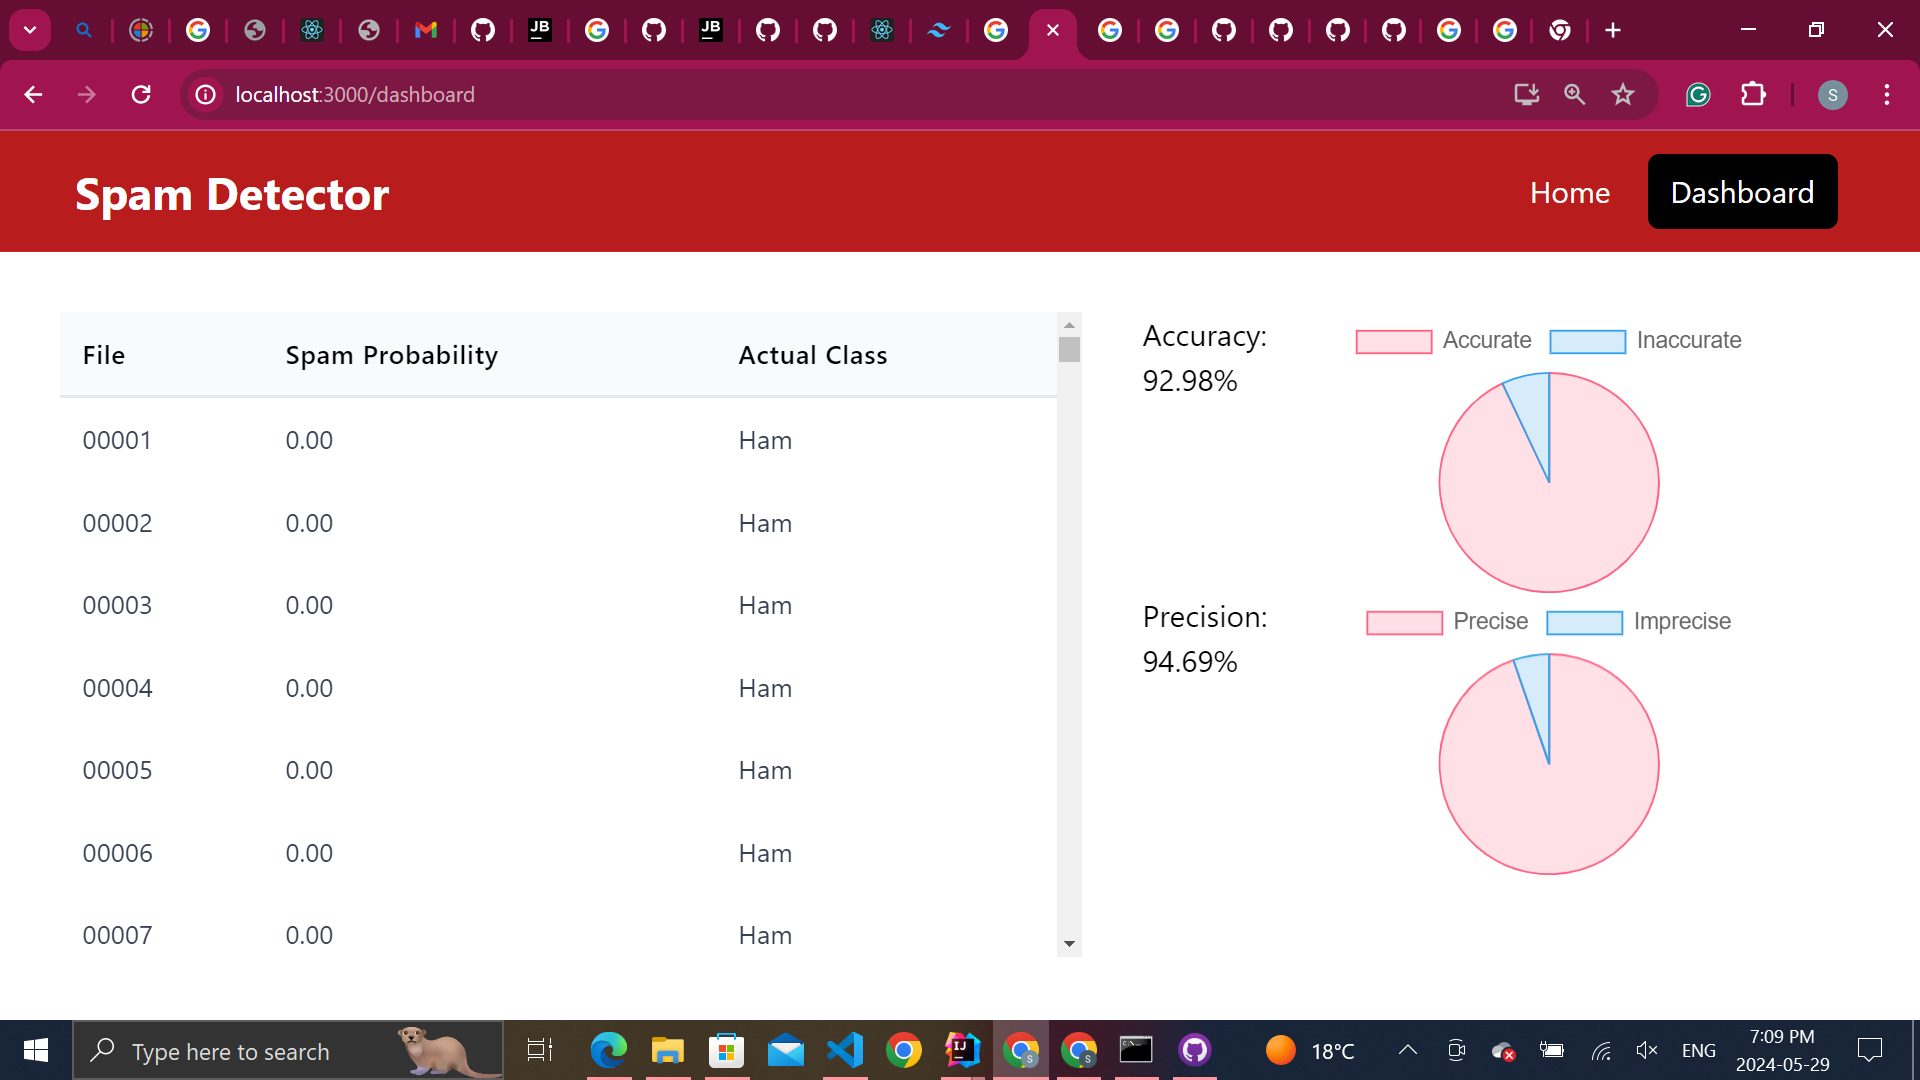 JB
JB
localhost:3000/dashboard
S
Spam Detector
Home
Dashboard
File Spam Probability Actual Class
00001 0.00 Ham
00002 0.00 Ham
00003 0.00 Ham
00004 0.00 Ham
00005 0.00 Ham
00006 0.00 Ham
00007 0.00 Ham
Accuracy:
92.98%
Accurate Inaccurate
Precision:
94.69%
Precise Imprecise
Type here to search
IJ
S
S
18°C
ENG
7:09 PM
2024-05-29